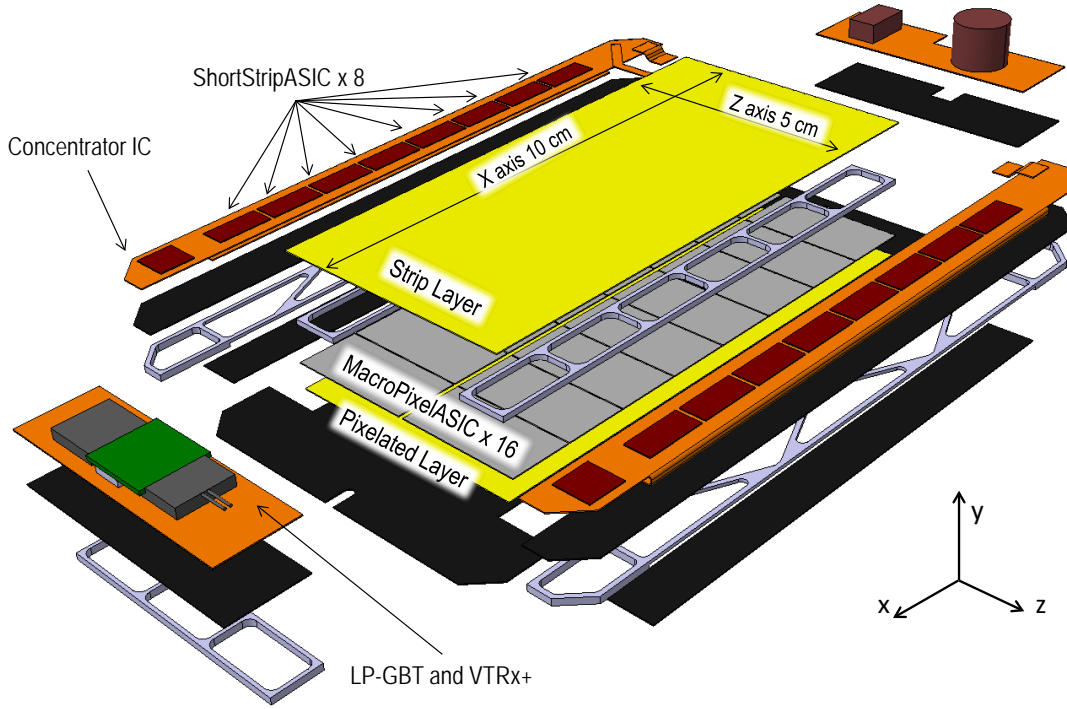 ShortStripASIC x 8
Concentrator IC
Z axis 5 cm
X axis 10 cm
Strip Layer
MacroPixelASIC x 16
Pixelated Layer
y
x
z
LP-GBT and VTRx+